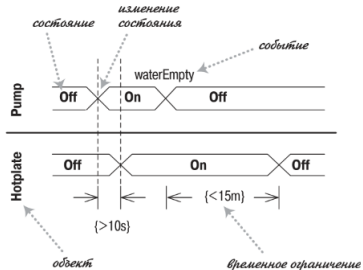 состояние
изменение
состояния
событие
waterEmpty
Pump
Off On Off
Hotplate
Off On Off
{>10s}
{<15m}
объект
временное ограничение